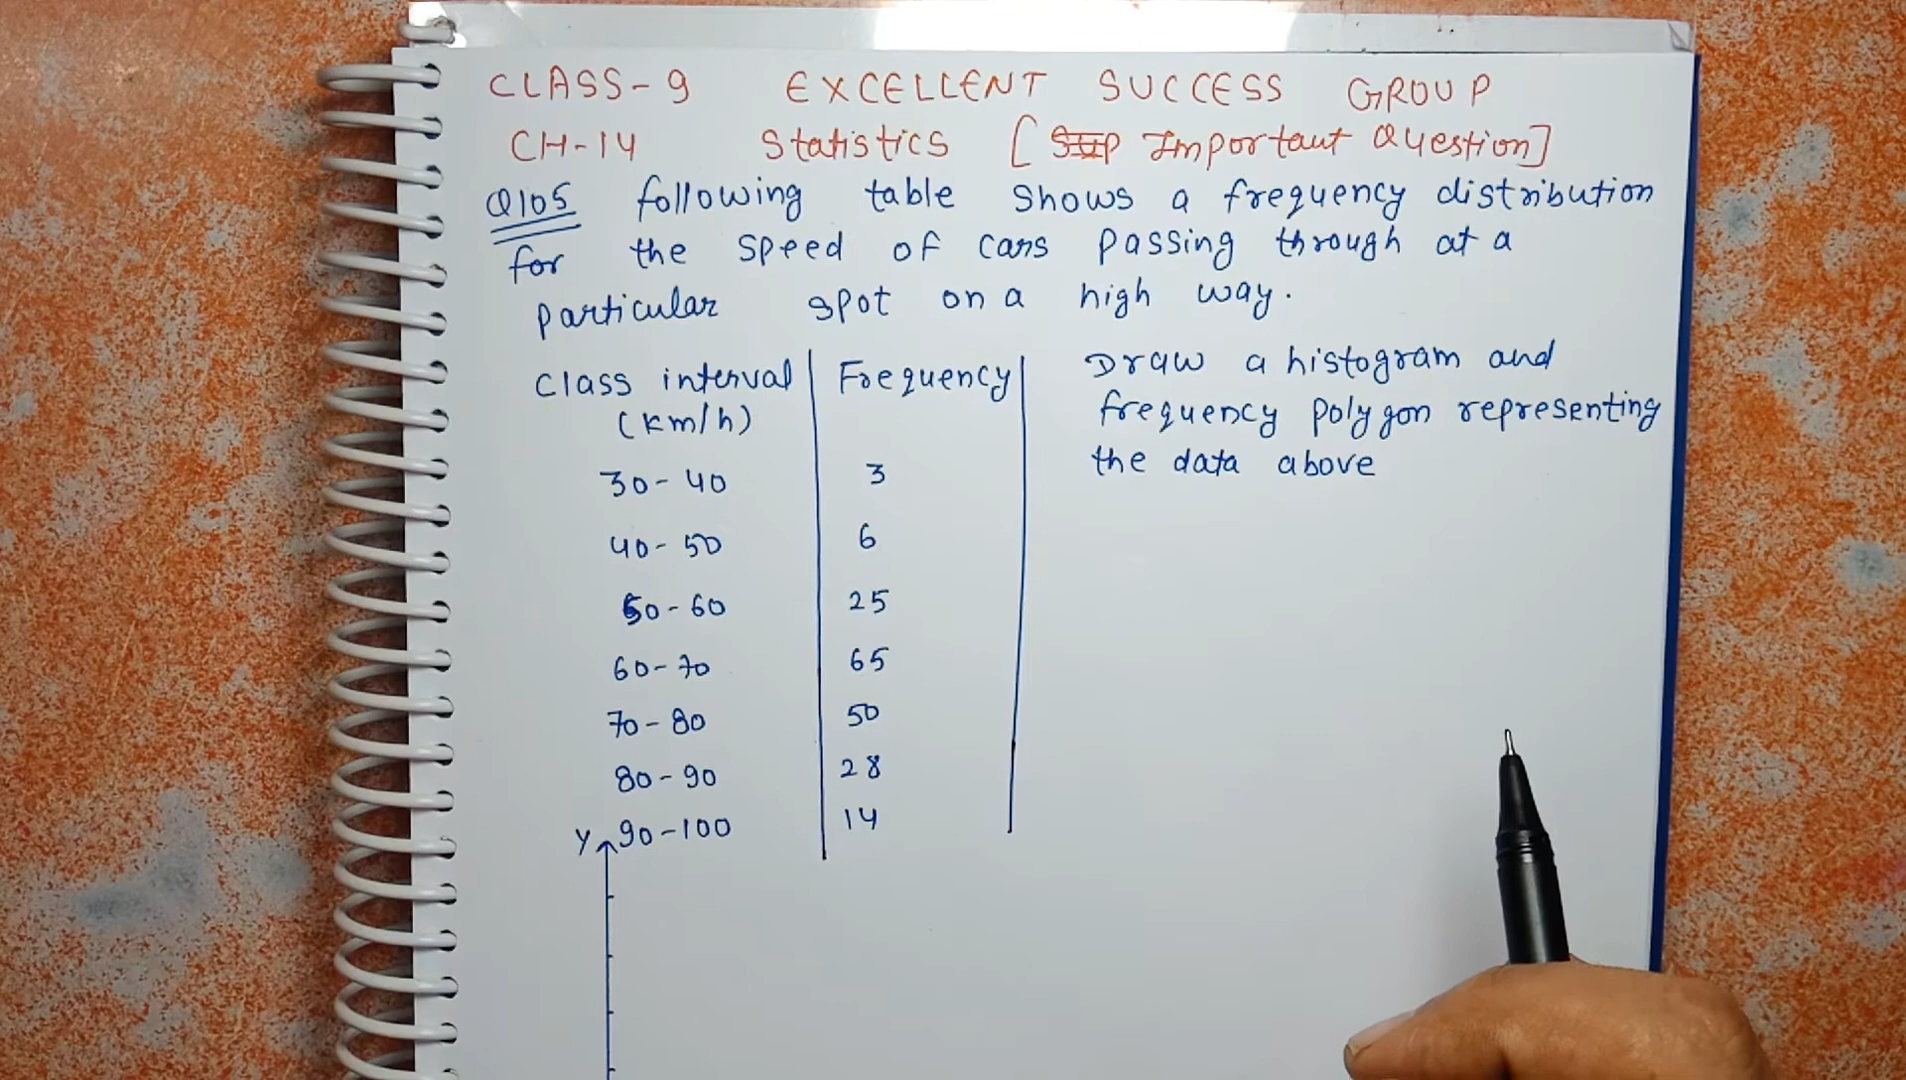 CLASS-9 EXCELLENT SUCCESS GROUP
CH-14 Statistics [ Important Question]
Q105 following table shows a frequency distribution
for the speed of cars passing through at a
particular spot on a high way.
Class interval Frequency
(km/h)
30-40 3
40-50 6
50-60 25
60-70 65
70-80 50
80-90 28
90-100 14
Draw a histogram and
frequency polygon representing
the data above
Y